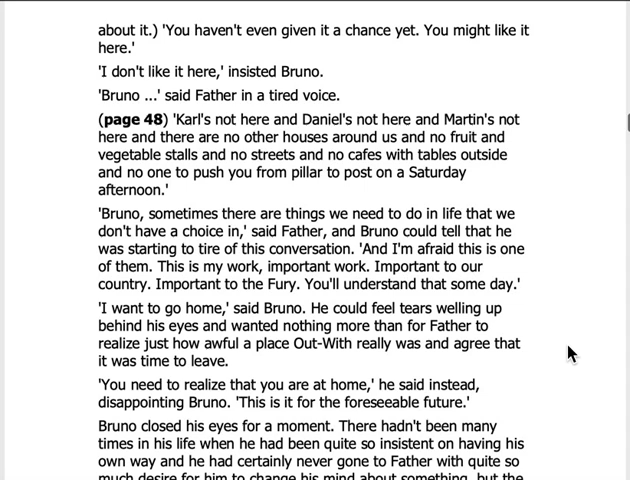 about it.) 'You haven't even given it a chance yet. You might like it
here.'
'I don't like it here,' insisted Bruno.
'Bruno ...' said Father in a tired voice.
(page 48) 'Karl's not here and Daniel's not here and Martin's not
here and there are no other houses around us and no fruit and
vegetable stalls and no streets and no cafes with tables outside
and no one to push you from pillar to post on a Saturday
afternoon.'
'Bruno, sometimes there are things we need to do in life that we
don't have a choice in,' said Father, and Bruno could tell that he
was starting to tire of this conversation. 'And I'm afraid this is one
of them. This is my work, important work. Important to our
country. Important to the Fury. You'll understand that some day.'
'I want to go home,' said Bruno. He could feel tears welling up
behind his eyes and wanted nothing more than for Father to
realize just how awful a place Out-With really was and agree that
it was time to leave.
'You need to realize that you are at home,' he said instead,
disappointing Bruno. 'This is it for the foreseeable future.'
Bruno closed his eyes for a moment. There hadn't been many
times in his life when he had been quite so insistent on having his
own way and he had certainly never gone to Father with quite so
much desire for him to change his mind about something, but the